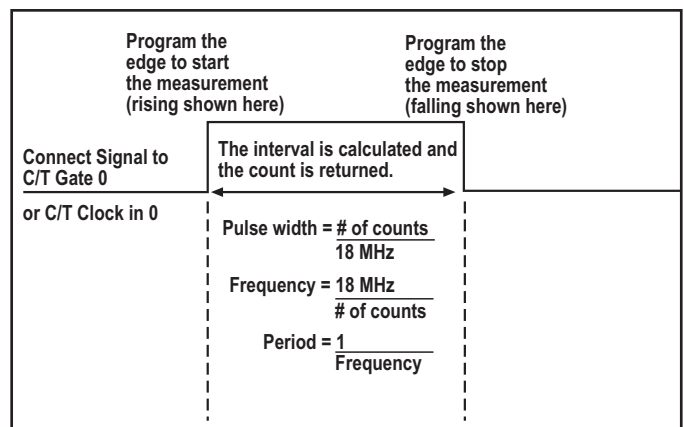 Program the
edge to start
the measurement
(rising shown here)
Program the
edge to stop
the measurement
(falling shown here)
Connect Signal to
C/T Gate 0
or C/T Clock in 0
The interval is calculated and
the count is returned.
Pulse width = # of counts
18 MHz
Frequency = 18 MHz
# of counts
Period = 1
Frequency